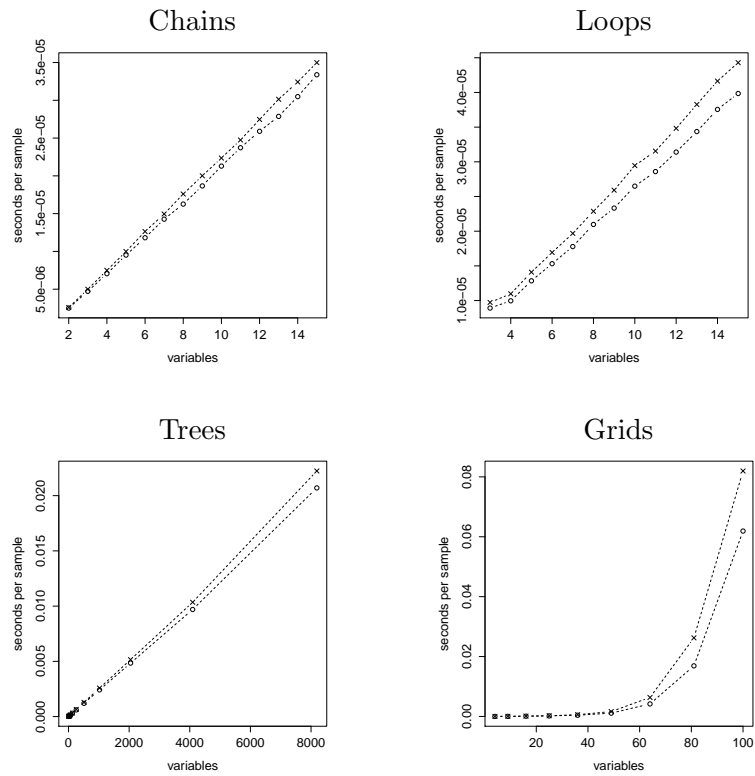 Chains
Loops
3.5e−05
2.5e−05
1.5e−05
5.0e−06
seconds per sample
2 4 6 8 10 12 14
variables
4.0e−05
3.0e−05
2.0e−05
1.0e−05
seconds per sample
4 6 8 10 12 14
variables
Trees
Grids
0.020
0.015
0.010
0.005
0.000
seconds per sample
0 2000 4000 6000 8000
variables
0.08
0.06
0.04
0.02
0.00
seconds per sample
20 40 60 80 100
variables